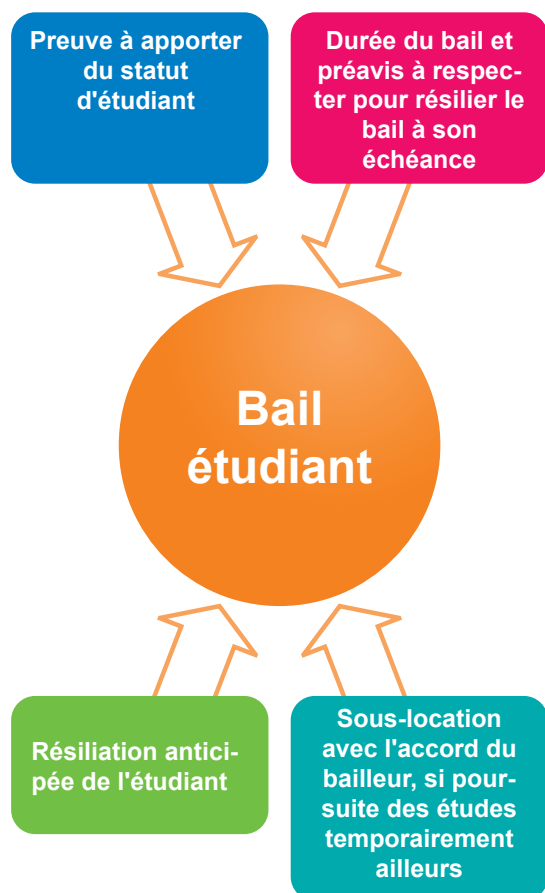 Preuve à apporter
du statut
d'étudiant
Durée du bail et
préavis à respec-
ter pour résilier le
bail à son
échéance
Bail
étudiant
Résiliation antici-
pée de l'étudiant
Sous-location
avec l'accord du
bailleur, si pour-
suite des études
temporairement
ailleurs